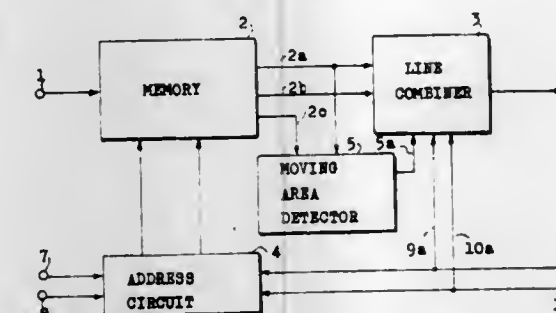 2
3
1
MEMORY
2a
LINE
COMBINER
2b
2c
5
5a
MOVING
AREA
DETECTOR
9a
10a
7
4
ADDRESS
CIRCUIT